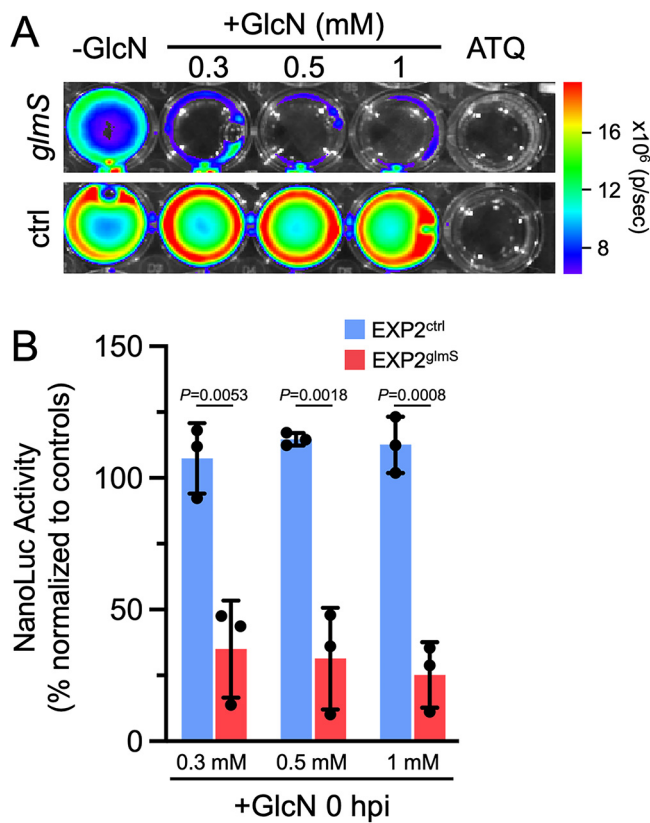 A
-GlcN
+GlcN (mM)
0.3
0.5
1
ATQ
glmS
ctrl
16
12
8
x10⁶ (p/sec)
B
EXP2ctrl
EXP2glmS
150
100
50
0
NanoLuc Activity
(% normalized to controls)
P=0.0053
P=0.0018
P=0.0008
0.3 mM
0.5 mM
1 mM
+GlcN 0 hpi